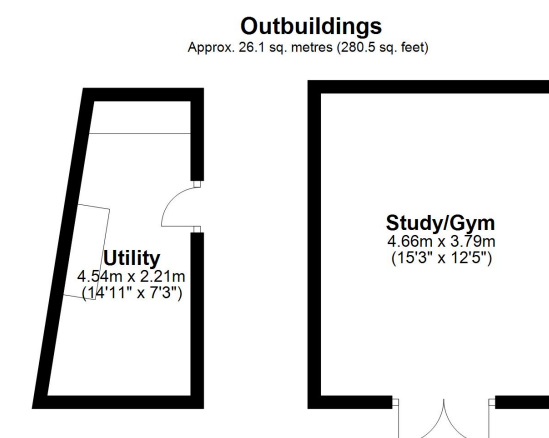 Outbuildings
Approx. 26.1 sq. metres (280.5 sq. feet)
Utility
4.54m x 2.21m
(14'11" x 7'3")
Study/Gym
4.66m x 3.79m
(15'3" x 12'5")